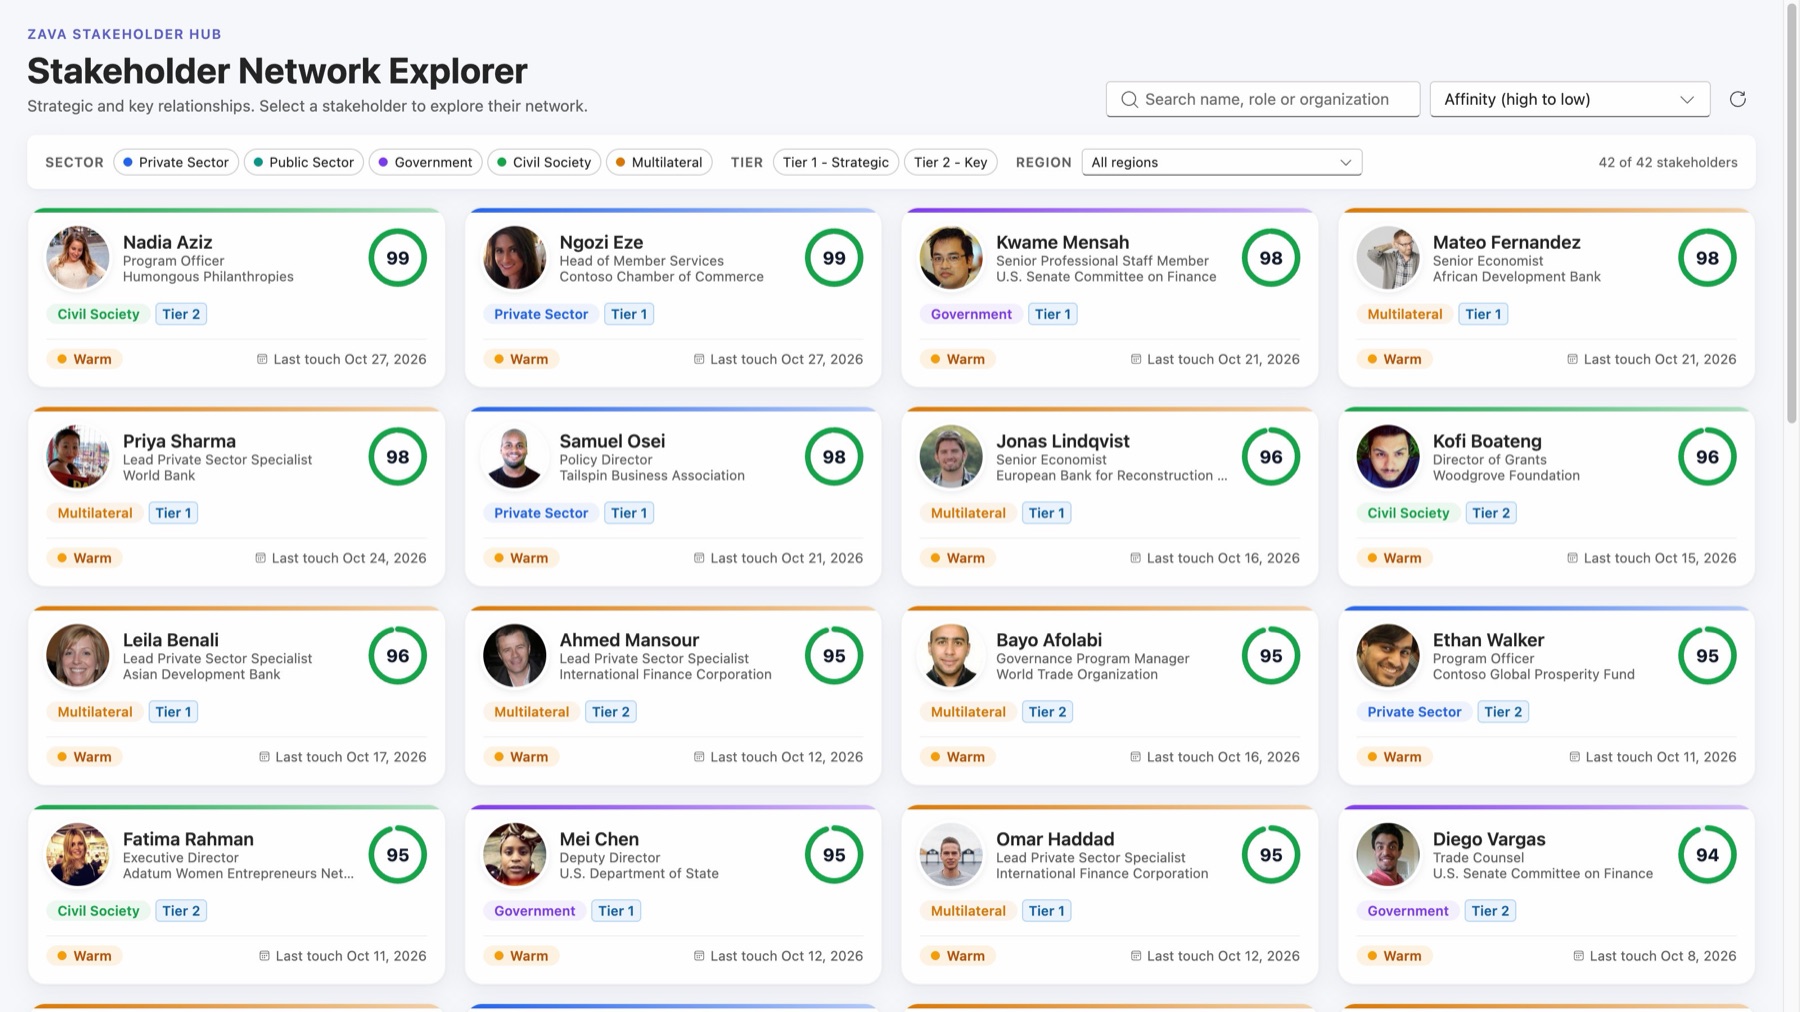 ZAVA STAKEHOLDER HUB
Stakeholder Network Explorer
Strategic and key relationships. Select a stakeholder to explore their network.
Search name, role or organization
Affinity (high to low)
SECTOR Private Sector Public Sector Government Civil Society Multilateral TIER Tier 1 - Strategic Tier 2 - Key REGION All regions 42 of 42 stakeholders
Nadia Aziz
Program Officer
Humongous Philanthropies
99
Civil Society Tier 2
Warm Last touch Oct 27, 2026
Ngozi Eze
Head of Member Services
Contoso Chamber of Commerce
99
Private Sector Tier 1
Warm Last touch Oct 27, 2026
Kwame Mensah
Senior Professional Staff Member
U.S. Senate Committee on Finance
98
Government Tier 1
Warm Last touch Oct 21, 2026
Mateo Fernandez
Senior Economist
African Development Bank
98
Multilateral Tier 1
Warm Last touch Oct 21, 2026
Priya Sharma
Lead Private Sector Specialist
World Bank
98
Multilateral Tier 1
Warm Last touch Oct 24, 2026
Samuel Osei
Policy Director
Tailspin Business Association
98
Private Sector Tier 1
Warm Last touch Oct 21, 2026
Jonas Lindqvist
Senior Economist
European Bank for Reconstruction ...
96
Multilateral Tier 1
Warm Last touch Oct 16, 2026
Kofi Boateng
Director of Grants
Woodgrove Foundation
96
Civil Society Tier 2
Warm Last touch Oct 15, 2026
Leila Benali
Lead Private Sector Specialist
Asian Development Bank
96
Multilateral Tier 1
Warm Last touch Oct 17, 2026
Ahmed Mansour
Lead Private Sector Specialist
International Finance Corporation
95
Multilateral Tier 2
Warm Last touch Oct 12, 2026
Bayo Afolabi
Governance Program Manager
World Trade Organization
95
Multilateral Tier 2
Warm Last touch Oct 16, 2026
Ethan Walker
Program Officer
Contoso Global Prosperity Fund
95
Private Sector Tier 2
Warm Last touch Oct 11, 2026
Fatima Rahman
Executive Director
Adatum Women Entrepreneurs Net...
95
Civil Society Tier 2
Warm Last touch Oct 11, 2026
Mei Chen
Deputy Director
U.S. Department of State
95
Government Tier 1
Warm Last touch Oct 12, 2026
Omar Haddad
Lead Private Sector Specialist
International Finance Corporation
95
Multilateral Tier 1
Warm Last touch Oct 12, 2026
Diego Vargas
Trade Counsel
U.S. Senate Committee on Finance
94
Government Tier 2
Warm Last touch Oct 8, 2026